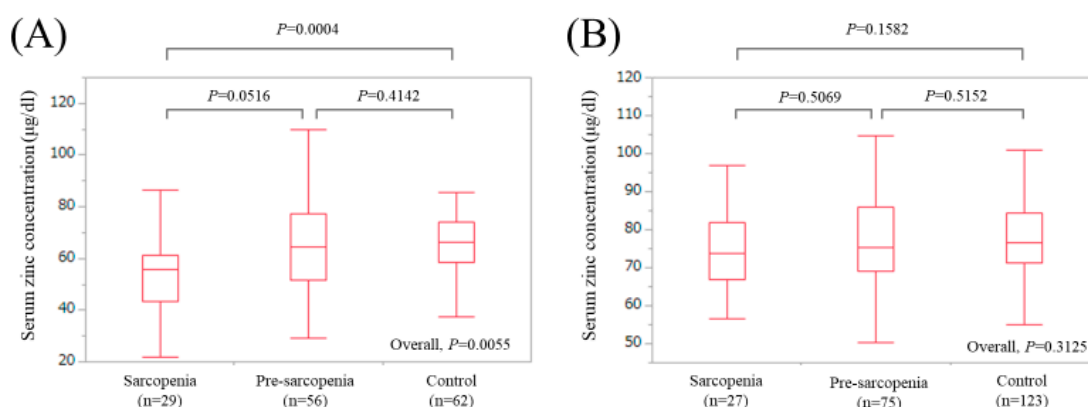 (A)
P=0.0004
P=0.0516
P=0.4142
Serum zinc concentration (μg/dl)
120
100
80
60
40
20
Overall, P=0.0055
Sarcopenia
(n=29)
Pre-sarcopenia
(n=56)
Control
(n=62)
(B)
P=0.1582
P=0.5069
P=0.5152
Serum zinc concentration (μg/dl)
120
110
100
90
80
70
60
50
Overall, P=0.3125
Sarcopenia
(n=27)
Pre-sarcopenia
(n=75)
Control
(n=123)